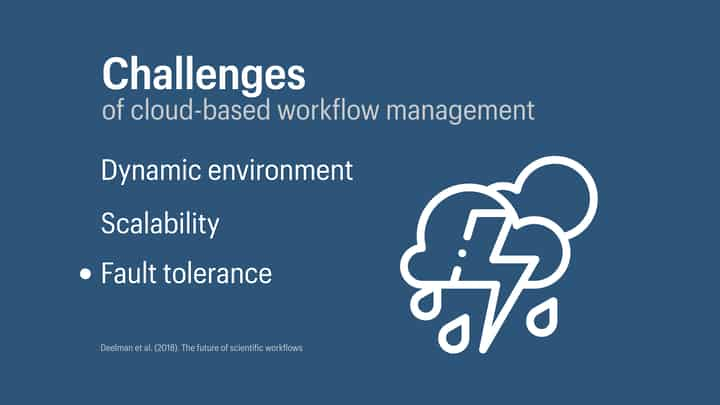 Challenges
of cloud-based workflow management
Dynamic environment
Scalability
• Fault tolerance
Deelman et al. (2018). The future of scientific workflows